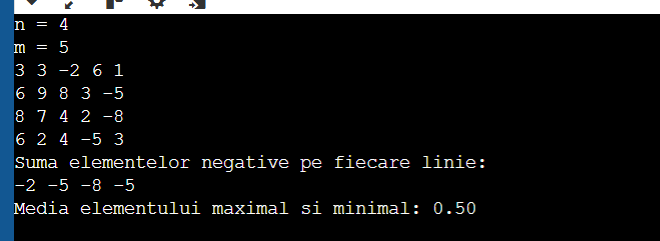 n = 4
m = 5
3 3 -2 6 1
6 9 8 3 -5
8 7 4 2 -8
6 2 4 -5 3
Suma elementelor negative pe fiecare linie:
-2 -5 -8 -5
Media elementului maximal si minimal: 0.50